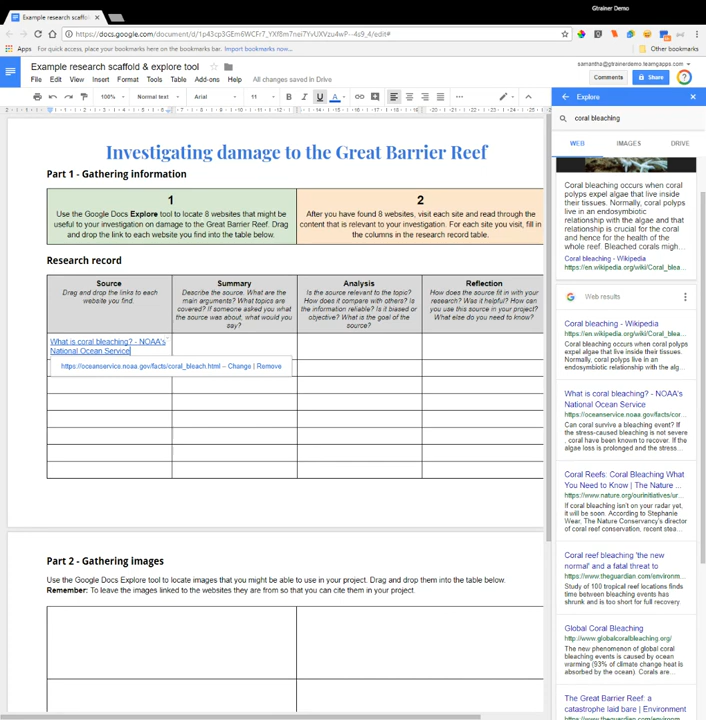 Gtrainer Demo
Example research scaffol
https://docs.google.com/document/d/
Apps For quick access, place your bookmarks here on the bookmarks bar. Import bookmarks now...
Other bookmarks
Example research scaffold & explore tool
samantha@gtrainerdemo.teamapps.com
File Edit View Insert Format Tools Table Add-ons Help All changes saved in Drive
Comments
Share
100% Normal text Arial 11
Investigating damage to the Great Barrier Reef
Part 1 - Gathering information
1
Use the Google Docs Explore tool to locate 8 websites that might be
useful to your investigation on damage to the Great Barrier Reef. Drag
and drop the link to each website you find into the table below.
2
After you have found 8 websites, visit each site and read through the
content that is relevant to your investigation. For each site you visit, fill in
the columns in the research record table.
Research record
Source
Drag and drop the links to each
website you find.
Summary
Describe the source. What are the
main arguments? What topics are
covered? If someone asked you what
the source was about, what would you
say?
Analysis
Is the source relevant to the topic?
How does it compare with others? Is
the information reliable? Is it biased or
objective? What is the goal of the
source?
Reflection
How does the source fit in with your
research? Was it helpful? How can
you use this source in your project?
What else do you need to know?
What is coral bleaching? - NOAA's
National Ocean Service
https://oceanservice.noaa.gov/facts/coral_bleach.html – Change | Remove
Part 2 - Gathering images
Use the Google Docs Explore tool to locate images that you might be able to use in your project. Drag and drop them into the table below.
Remember: To leave the images linked to the websites they are from so that you can cite them in your project.
Explore
coral bleaching
WEB IMAGES DRIVE
Coral bleaching occurs when coral
polyps expel algae that live inside
their tissues. Normally, coral polyps
live in an endosymbiotic
relationship with the algae and that
relationship is crucial for the coral
and hence for the health of the
whole reef. Bleached corals migh...
Coral bleaching - Wikipedia
https://en.wikipedia.org/wiki/Coral_blea...
Web results
Coral bleaching - Wikipedia
https://en.wikipedia.org/wiki/Coral_blea...
Coral bleaching occurs when coral
polyps expel algae that live inside their
tissues. Normally, coral polyps live in an
endosymbiotic relationship with the alg...
What is coral bleaching? - NOAA's
National Ocean Service
https://oceanservice.noaa.gov/facts/cor...
Can coral survive a bleaching event? If
the stress-caused bleaching is not severe
, coral have been known to recover. If the
algae loss is prolonged and the stress...
Coral Reefs: Coral Bleaching What
You Need to Know | The Nature ...
https://www.nature.org/ourinitiatives/ur...
If coral bleaching isn't on your radar yet,
it will be soon. According to Stephanie
Wear, The Nature Conservancy's director
of coral reef conservation, recent stea...
Coral reef bleaching 'the new
normal' and a fatal threat to
https://www.theguardian.com/environm...
Study of 100 tropical reef locations finds
time between bleaching events has
shrunk and is too short for full recovery.
Global Coral Bleaching
http://www.globalcoralbleaching.org/
The new phenomenon of global coral
bleaching events is caused by ocean
warming (93% of climate change heat is
absorbed by the ocean). Corals are...
The Great Barrier Reef: a
catastrophe laid bare | Environment
https://www.theguardian.com/environm...